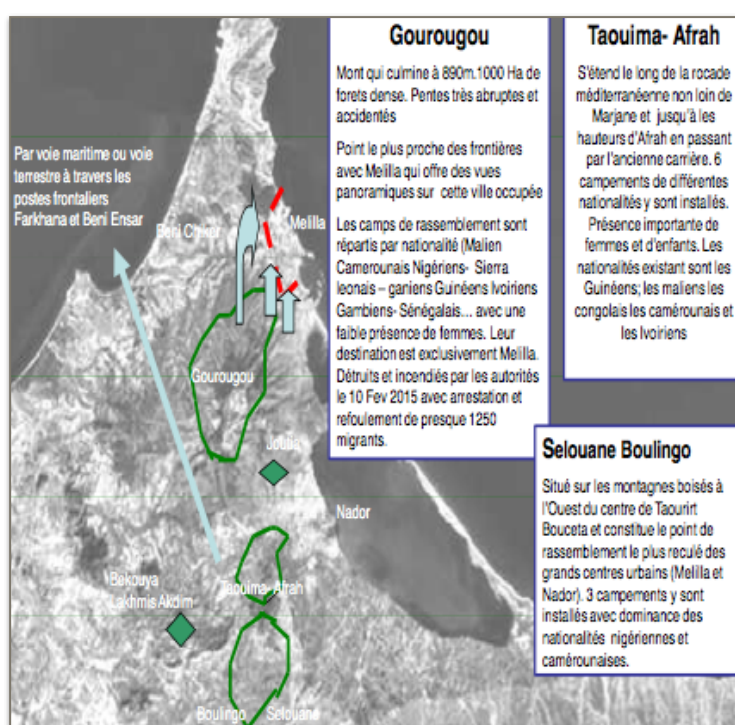 Gourougou
Mont qui culmine à 890m.1000 Ha de
forets dense. Pentes très abruptes et
accidentés
Point le plus proche des frontières
avec Melilla qui offre des vues
panoramiques sur cette ville occupée
Les camps de rassemblement sont
répartis par nationalité (Malien
Camerounais Nigériens- Sierra
leonais – ganiens Guinéens Ivoiriens
Gambiens- Sénégalais... avec une
faible présence de femmes. Leur
destination est exclusivement Melilla.
Détruits et incendiés par les autorités
le 10 Fev 2015 avec arrestation et
refoulement de presque 1250
migrants.
Taouima- Afrah
S'étend le long de la rocade
méditerranéenne non loin de
Marjane et jusqu'à les
hauteurs d'Afrah en passant
par l'ancienne carrière. 6
campements de différentes
nationalités y sont installés.
Présence importante de
femmes et d'enfants. Les
nationalités existant sont les
Guinéens; les maliens les
congolais les camérounais et
les Ivoiriens
Par voie maritime ou voie
terrestre à travers les
postes frontaliers
Farkhana et Beni Ensar
Beni Chiker
Melilla
Gourougou
Joutia
Nador
Selouane Boulingo
Situé sur les montagnes boisés à
l'Ouest du centre de Taourirt
Bouceta et constitue le point de
rassemblement le plus reculé des
grands centres urbains (Melilla et
Nador). 3 campements y sont
installés avec dominance des
nationalités nigériennes et
camérounaises.
Bekouya
Lakhmis Akdim
Taouima- Afrah
Boulingo Selouane